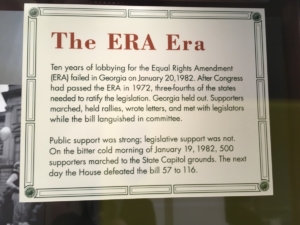 The ERA Era
Ten years of lobbying for the Equal Rights Amendment
(ERA) failed in Georgia on January 20,1982. After Congress
had passed the ERA in 1972, three-fourths of the states
needed to ratify the legislation. Georgia held out. Supporters
marched, held rallies, wrote letters, and met with legislators
while the bill languished in committee.
Public support was strong; legislative support was not.
On the bitter cold morning of January 19, 1982, 500
supporters marched to the State Capitol grounds. The next
day the House defeated the bill 57 to 116.